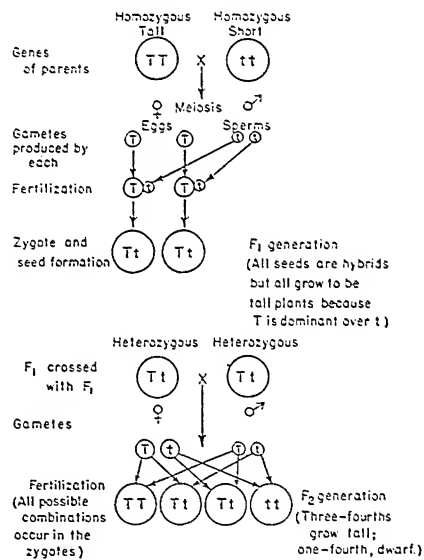 Homozygous Homozygous
Tall Short
Genes
of parents
TT X tt
♀ Meiosis ♂
Eggs Sperms
Gametes
produced by
each
T T t t
Fertilization
T t T t
Zygote and
seed formation
Tt Tt
F₁ generation
(All seeds are hybrids
but all grow to be
tall plants because
T is dominant over t)
Heterozygous Heterozygous
F₁ crossed
with F₁
Tt X Tt
♀ ♂
Gametes
T t T t
Fertilization
(All possible
combinations
occur in the
zygotes)
TT Tt Tt tt
F₂ generation
(Three-fourths
grow tall;
one-fourth, dwarf.)